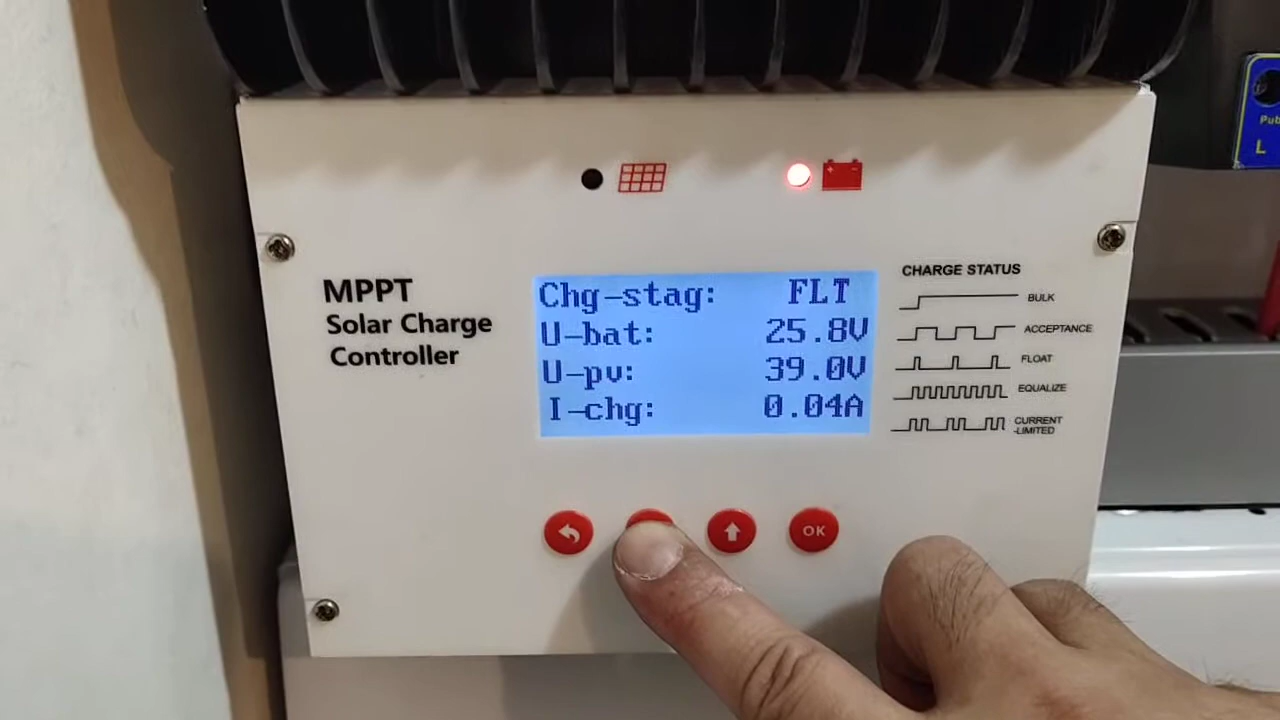 MPPT
Solar Charge
Controller
Chg-stag: FLT
U-bat: 25.8V
U-pv: 39.0V
I-chg: 0.04A
CHARGE STATUS
BULK
ACCEPTANCE
FLOAT
EQUALIZE
CURRENT
-LIMITED
OK
Pub
L